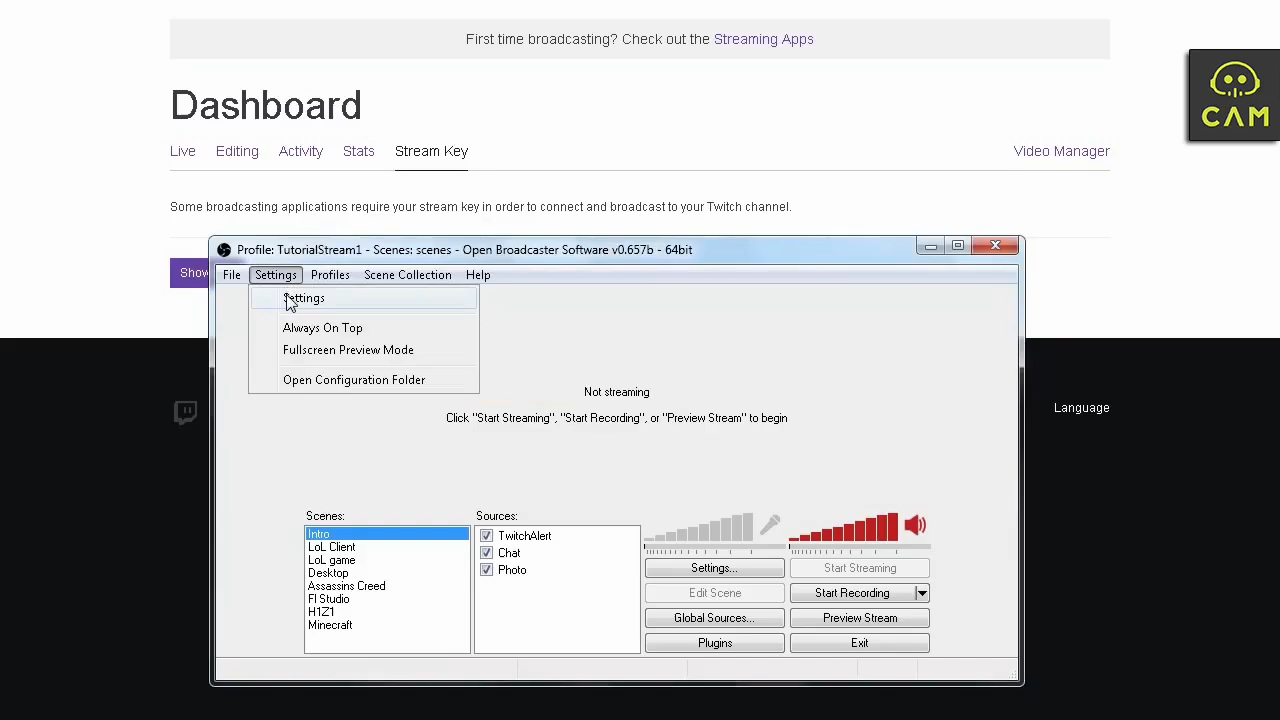 First time broadcasting? Check out the Streaming Apps
CAM
Dashboard
Live Editing Activity Stats Stream Key Video Manager
Some broadcasting applications require your stream key in order to connect and broadcast to your Twitch channel.
Profile: TutorialStream1 - Scenes: scenes - Open Broadcaster Software v0.657b - 64bit
Show
File Settings Profiles Scene Collection Help
Settings
Always On Top
Fullscreen Preview Mode
Open Configuration Folder
Not streaming
Click "Start Streaming", "Start Recording", or "Preview Stream" to begin
Language
Scenes:
Intro
LoL Client
LoL game
Desktop
Assassins Creed
Fl Studio
H1Z1
Minecraft
Sources:
TwitchAlert
Chat
Photo
Settings...
Start Streaming
Edit Scene
Start Recording
Global Sources...
Preview Stream
Plugins
Exit